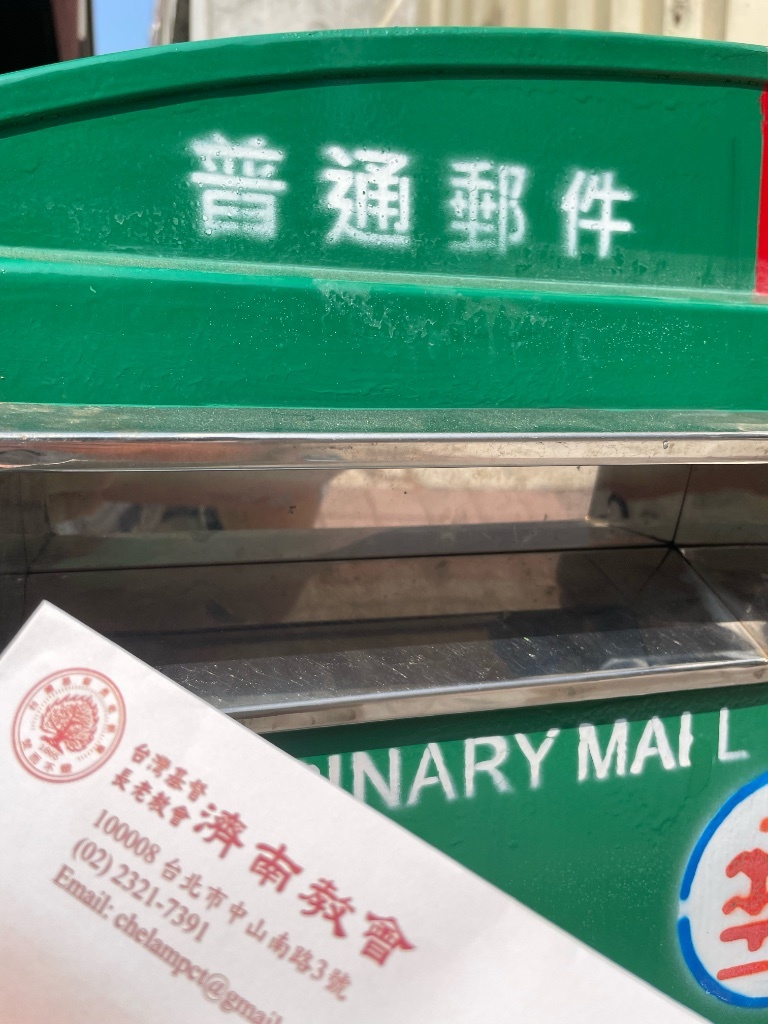 普通郵件
INARY MAIL
台灣基督
長老教會
濟南教會
100008 台北市中山南路3號
(02) 2321-7391
Email: chelampct@gmail